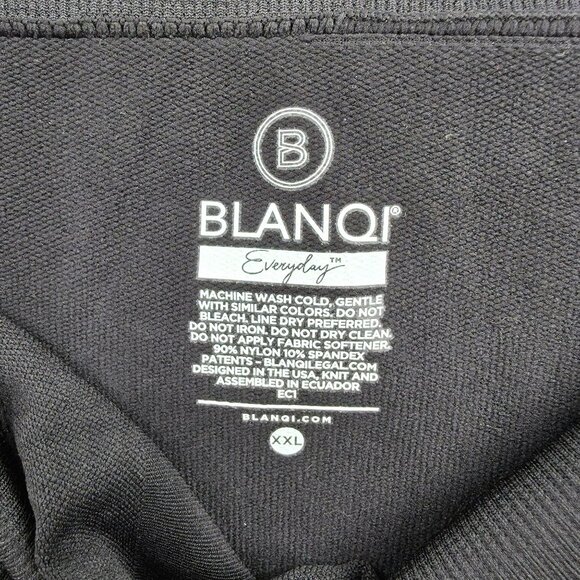 B
BLANQI®
Everyday™
MACHINE WASH COLD, GENTLE
WITH SIMILAR COLORS. DO NOT
BLEACH. LINE DRY PREFERRED.
DO NOT IRON. DO NOT DRY CLEAN.
DO NOT APPLY FABRIC SOFTENER.
90% NYLON 10% SPANDEX
PATENTS – BLANQILEGAL.COM
DESIGNED IN THE USA, KNIT AND
ASSEMBLED IN ECUADOR
EC1
BLANQI.COM
XXL